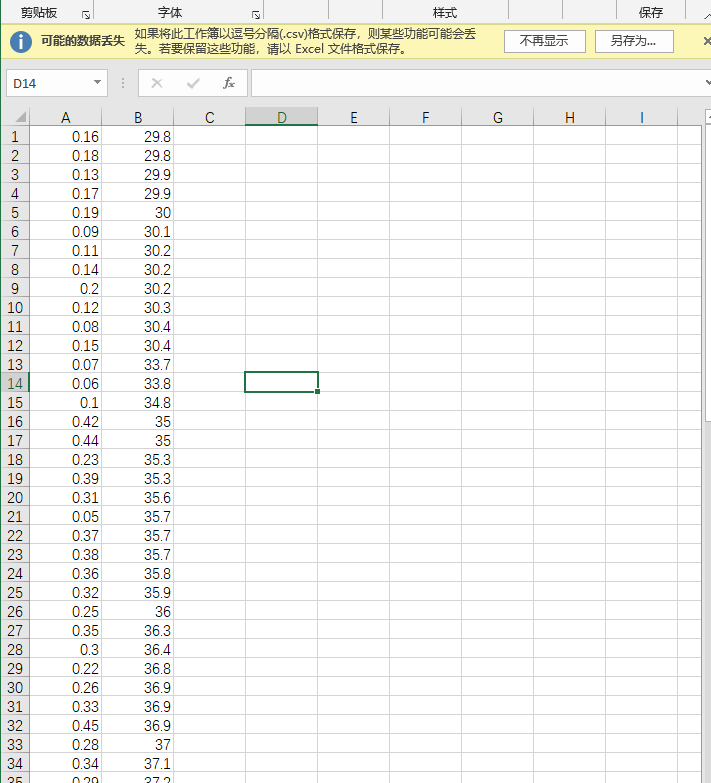 剪贴板 字体 样式 保存
可能的数据丢失 如果将此工作簿以逗号分隔(.csv)格式保存，则某些功能可能会丢
失。若要保留这些功能，请以 Excel 文件格式保存。 不再显示 另存为...
D14 fx
A B C D E F G H I
1 0.16 29.8
2 0.18 29.8
3 0.13 29.9
4 0.17 29.9
5 0.19 30
6 0.09 30.1
7 0.11 30.2
8 0.14 30.2
9 0.2 30.2
10 0.12 30.3
11 0.08 30.4
12 0.15 30.4
13 0.07 33.7
14 0.06 33.8
15 0.1 34.8
16 0.42 35
17 0.44 35
18 0.23 35.3
19 0.39 35.3
20 0.31 35.6
21 0.05 35.7
22 0.37 35.7
23 0.38 35.7
24 0.36 35.8
25 0.32 35.9
26 0.25 36
27 0.35 36.3
28 0.3 36.4
29 0.22 36.8
30 0.26 36.9
31 0.33 36.9
32 0.45 36.9
33 0.28 37
34 0.34 37.1
35 0.29 37.2